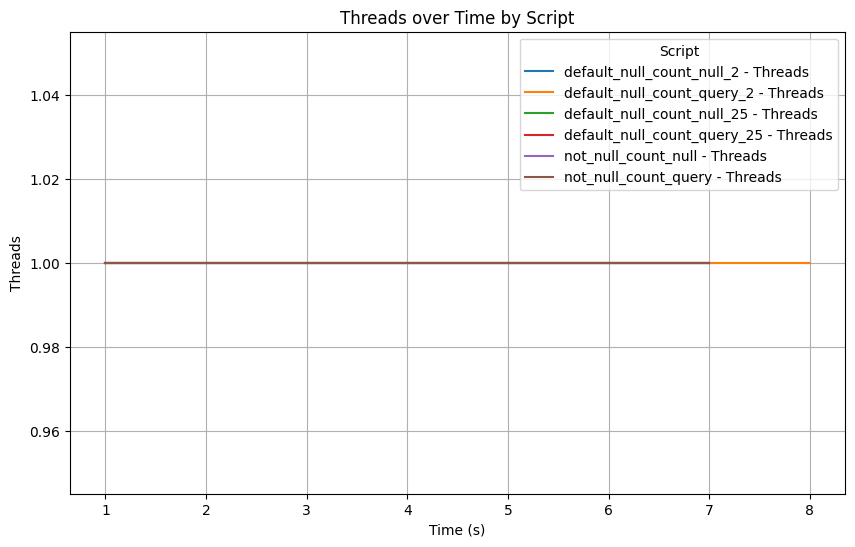 Threads over Time by Script
Script
default_null_count_null_2 - Threads
default_null_count_query_2 - Threads
default_null_count_null_25 - Threads
default_null_count_query_25 - Threads
not_null_count_null - Threads
not_null_count_query - Threads
Threads
1.04
1.02
1.00
0.98
0.96
1 2 3 4 5 6 7 8
Time (s)